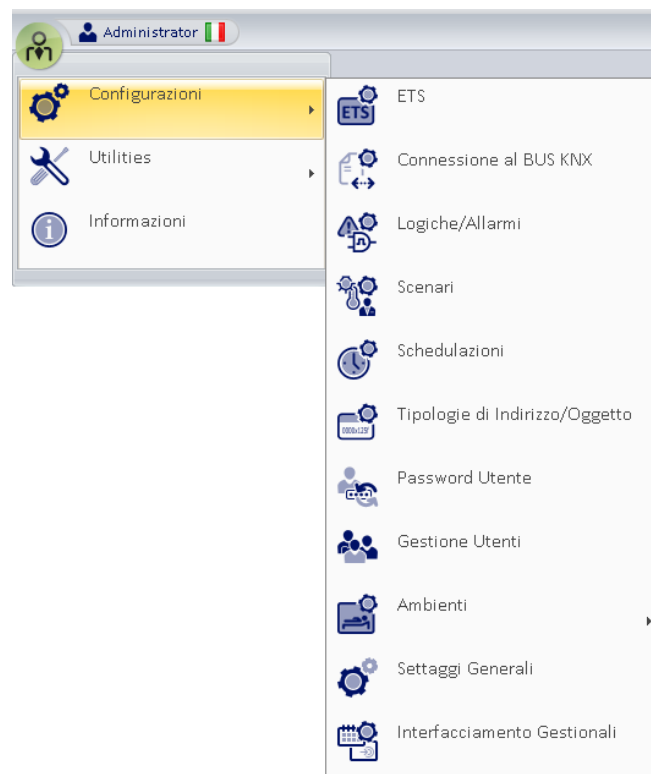 Administrator
Configurazioni
Utilities
Informazioni
ETS
ETS
Connessione al BUS KNX
Logiche/Allarmi
Scenari
Schedulazioni
Tipologie di Indirizzo/Oggetto
Password Utente
Gestione Utenti
Ambienti
Settaggi Generali
Interfacciamento Gestionali